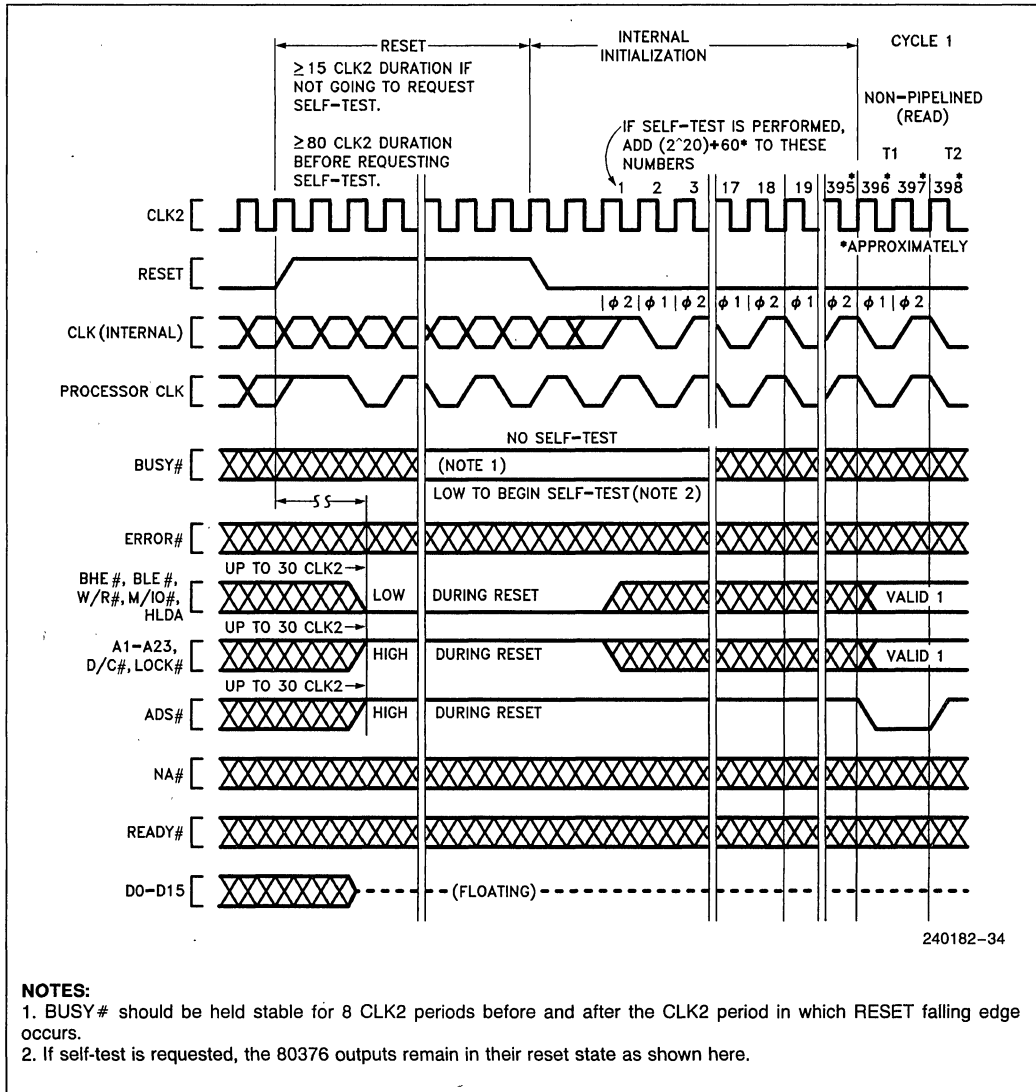 RESET
INTERNAL
INITIALIZATION
CYCLE 1
≥15 CLK2 DURATION IF
NOT GOING TO REQUEST
SELF-TEST.
≥80 CLK2 DURATION
BEFORE REQUESTING
SELF-TEST.
NON-PIPELINED
(READ)
IF SELF-TEST IS PERFORMED,
ADD (2^20)+60* TO THESE
NUMBERS
T1 T2
1 2 3 17 18 19 395* 396* 397* 398*
CLK2
*APPROXIMATELY
RESET
φ2 φ1 φ2 φ1 φ2 φ1 φ2 φ1 φ2
CLK (INTERNAL)
PROCESSOR CLK
NO SELF-TEST
BUSY# (NOTE 1)
LOW TO BEGIN SELF-TEST (NOTE 2)
ERROR#
UP TO 30 CLK2
BHE#, BLE#,
W/R#, M/IO#,
HLDA
LOW DURING RESET
VALID 1
UP TO 30 CLK2
A1-A23,
D/C#, LOCK#
HIGH DURING RESET
VALID 1
UP TO 30 CLK2
ADS# HIGH DURING RESET
NA#
READY#
D0-D15 (FLOATING)
240182-34
NOTES:
1. BUSY# should be held stable for 8 CLK2 periods before and after the CLK2 period in which RESET falling edge
occurs.
2. If self-test is requested, the 80376 outputs remain in their reset state as shown here.